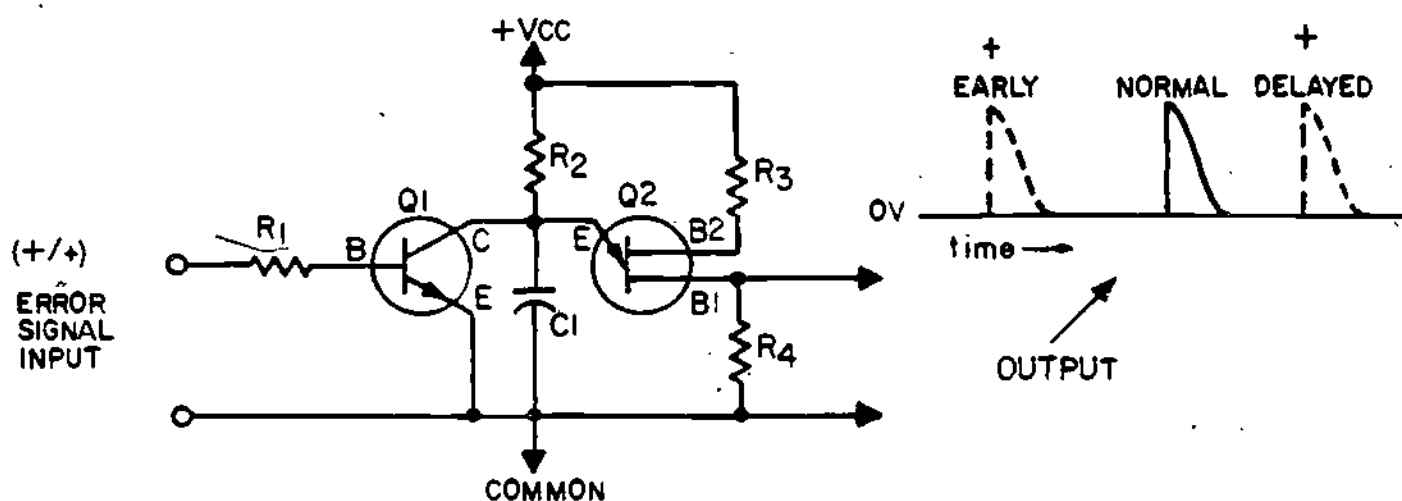 +VCC
R2
R3
Q1
Q2
R1
B
C
E
E
B2
B1
C1
R4
(+/+)
ERROR
SIGNAL
INPUT
COMMON
+
+
EARLY
NORMAL
DELAYED
OV
time
OUTPUT